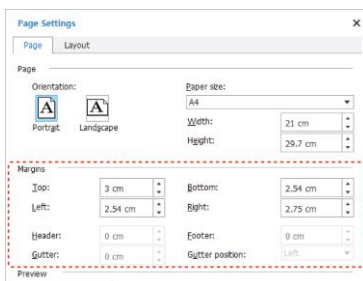 Page Settings
Page Layout
Page
Orientation: Paper size:
A A A4
Portrait Landscape Width: 21 cm
Height: 29.7 cm
Margins
Top: 3 cm Bottom: 2.54 cm
Left: 2.54 cm Right: 2.75 cm
Header: 0 cm Footer: 0 cm
Gutter: 0 cm Gutter position: Left
Preview